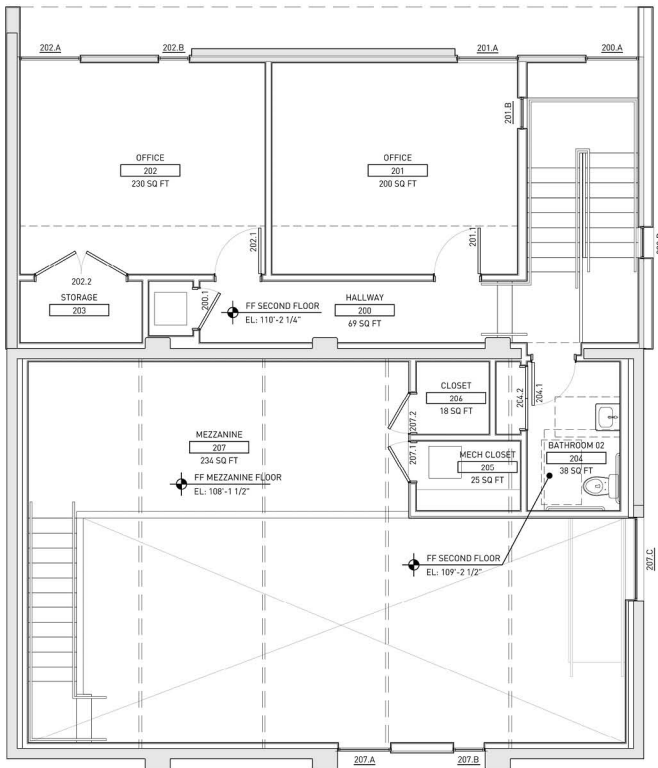 202.A
202.B
201.A
200.A
201.B
OFFICE
202
230 SQ FT
OFFICE
201
200 SQ FT
202.1
201.1
202.2
STORAGE
203
200.1
FF SECOND FLOOR
EL: 110'-2 1/4"
HALLWAY
200
69 SQ FT
CLOSET
206
18 SQ FT
204.2
204.1
207.2
MEZZANINE
207
234 SQ FT
207.1
MECH CLOSET
205
25 SQ FT
BATHROOM 02
204
38 SQ FT
FF MEZZANINE FLOOR
EL: 108'-1 1/2"
FF SECOND FLOOR
EL: 109'-2 1/2"
207.C
207.A
207.B